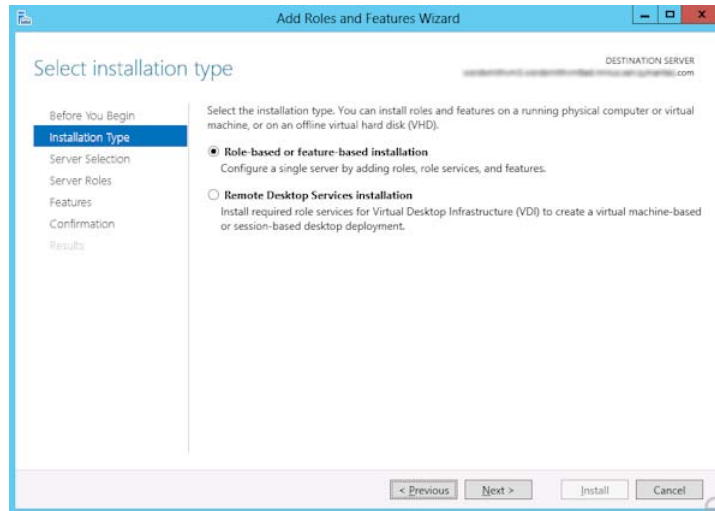 Add Roles and Features Wizard
Select installation type
DESTINATION SERVER
.com
Before You Begin
Installation Type
Server Selection
Server Roles
Features
Confirmation
Results
Select the installation type. You can install roles and features on a running physical computer or virtual
machine, or on an offline virtual hard disk (VHD).
Role-based or feature-based installation
Configure a single server by adding roles, role services, and features.
Remote Desktop Services installation
Install required role services for Virtual Desktop Infrastructure (VDI) to create a virtual machine-based
or session-based desktop deployment.
< Previous
Next >
Install
Cancel